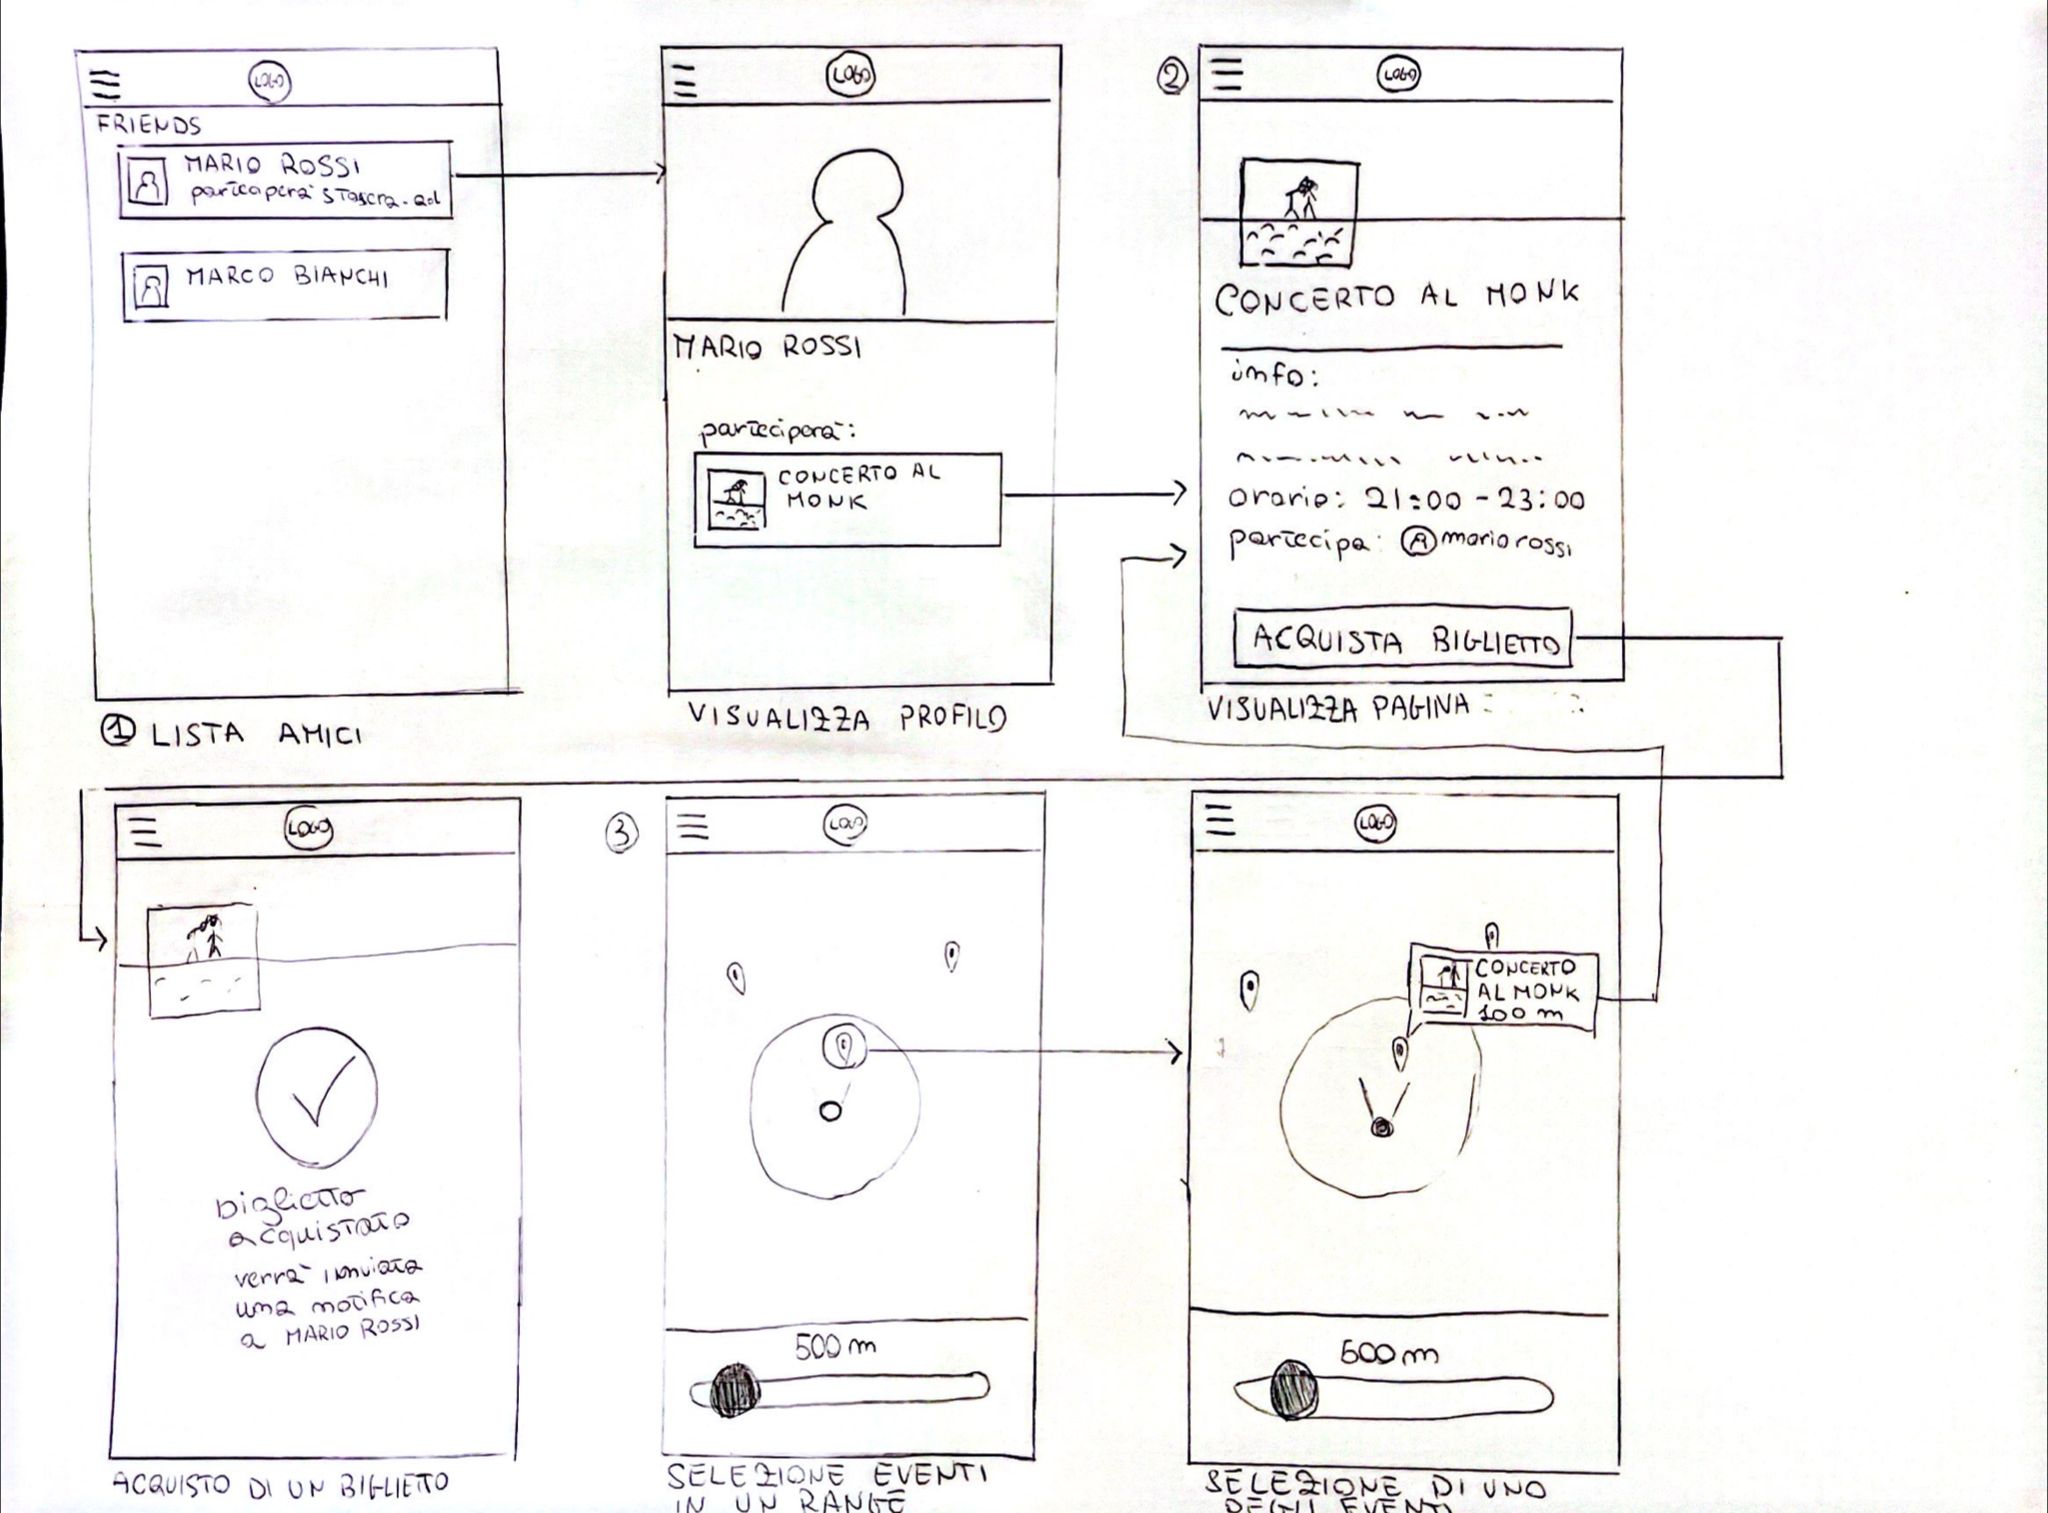 LOGO
FRIENDS
MARIO ROSSI
parteciperà stasera ad
MARCO BIANCHI
① LISTA AMICI
LOGO
MARIO ROSSI
parteciperà:
CONCERTO AL
MONK
VISUALIZZA PROFILO
②
LOGO
CONCERTO AL MONK
info:
orario: 21:00 - 23:00
partecipa: mario rossi
ACQUISTA BIGLIETTO
VISUALIZZA PAGINA
LOGO
biglietto
acquistato
verrà inviata
una notifica
a MARIO ROSSI
ACQUISTO DI UN BIGLIETTO
③
LOGO
500 m
SELEZIONE EVENTI
IN UN RANGE
LOGO
CONCERTO
AL MONK
100 m
500 m
SELEZIONE DI UNO
DEGLI EVENTI